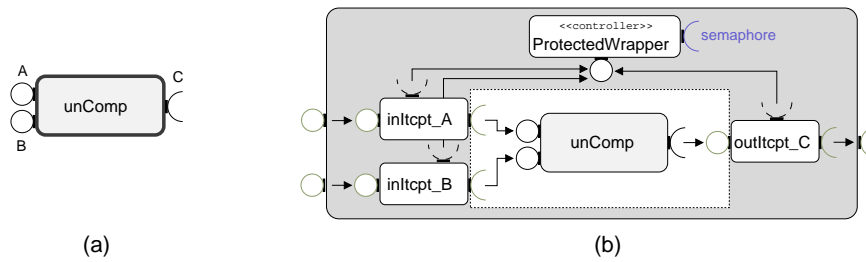 A
C
unComp
B
(a)
<<controller>>
ProtectedWrapper
semaphore
inItcpt_A
unComp
outItcpt_C
inItcpt_B
(b)